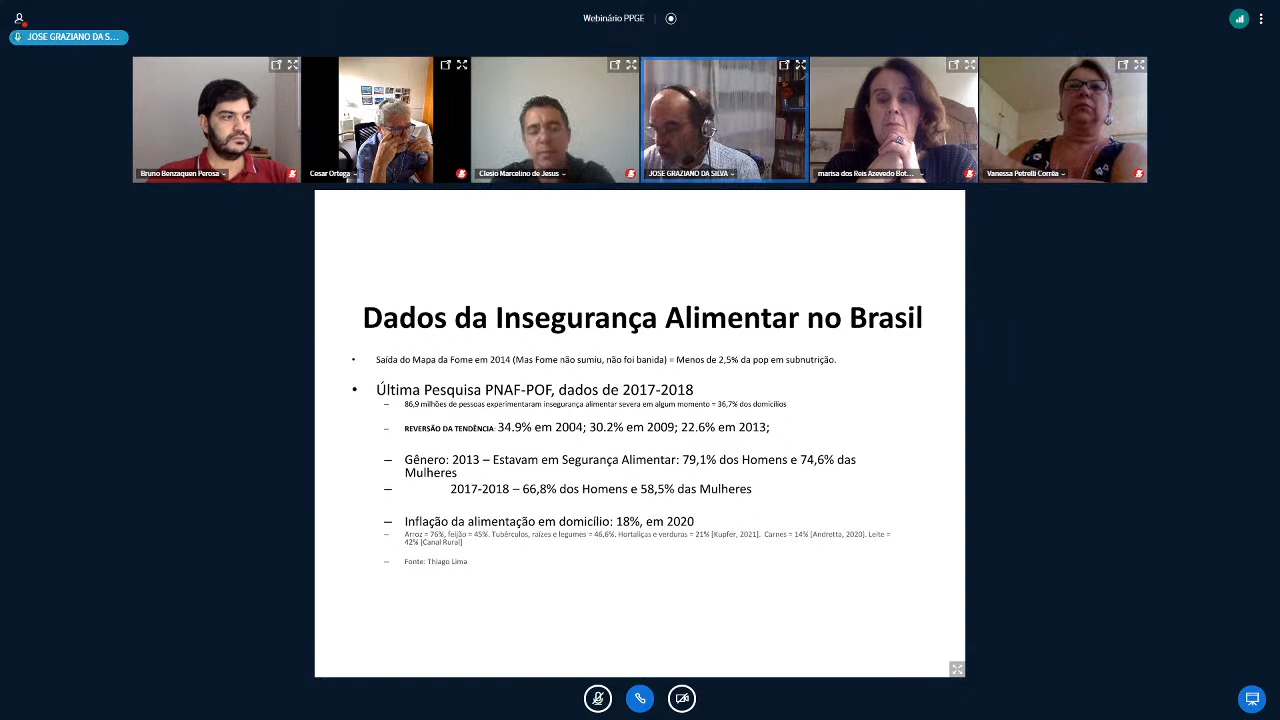 Webinário PPGE
JOSE GRAZIANO DA S...
Bruno Benzaquen Perosa
Cesar Ortega
Clesio Marcelino de Jesus
JOSE GRAZIANO DA SILVA
marisa dos Reis Azevedo Bot...
Vanessa Petrelli Corrêa
Dados da Insegurança Alimentar no Brasil
• Saída do Mapa da Fome em 2014 (Mas Fome não sumiu, não foi banida) = Menos de 2,5% da pop em subnutrição.
• Última Pesquisa PNAF-POF, dados de 2017-2018
– 86,9 milhões de pessoas experimentaram insegurança alimentar severa em algum momento = 36,7% dos domicílios
– REVERSÃO DA TENDÊNCIA: 34.9% em 2004; 30.2% em 2009; 22.6% em 2013;
– Gênero: 2013 – Estavam em Segurança Alimentar: 79,1% dos Homens e 74,6% das
Mulheres
– 2017-2018 – 66,8% dos Homens e 58,5% das Mulheres
– Inflação da alimentação em domicílio: 18%, em 2020
– Arroz = 76%, feijão = 45%. Tubérculos, raízes e legumes = 46,6%. Hortaliças e verduras = 21% [Kupfer, 2021]. Carnes = 14% [Andretta, 2020]. Leite =
42% [Canal Rural]
– Fonte: Thiago Lima